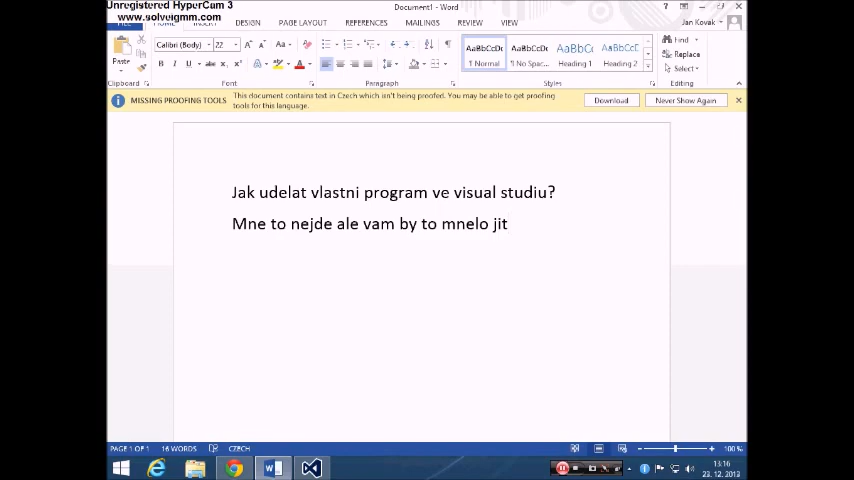 Unregistered HyperCam 3
www.solveigmm.com
Document1 - Word
FILE HOME INSERT DESIGN PAGE LAYOUT REFERENCES MAILINGS REVIEW VIEW
Jan Kovak
Paste
Calibri (Body) 22
Clipboard Font Paragraph Styles Editing
AaBbCcDc AaBbCcDc AaBbCc AaBbCcC
¶ Normal ¶ No Spac... Heading 1 Heading 2
Find
Replace
Select
MISSING PROOFING TOOLS This document contains text in Czech which isn't being proofed. You may be able to get proofing
tools for this language.
Download
Never Show Again
Jak udelat vlastni program ve visual studiu?
Mne to nejde ale vam by to mnelo jit
PAGE 1 OF 1 16 WORDS CZECH
100 %
13:16
23. 12. 2013